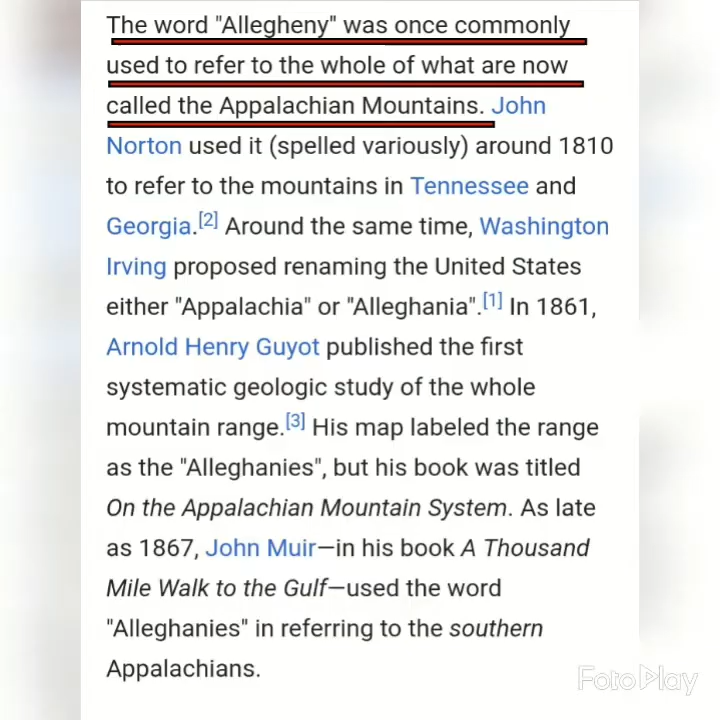 The word "Allegheny" was once commonly
used to refer to the whole of what are now
called the Appalachian Mountains. John
Norton used it (spelled variously) around 1810
to refer to the mountains in Tennessee and
Georgia.[2] Around the same time, Washington
Irving proposed renaming the United States
either "Appalachia" or "Alleghania".[1] In 1861,
Arnold Henry Guyot published the first
systematic geologic study of the whole
mountain range.[3] His map labeled the range
as the "Alleghanies", but his book was titled
On the Appalachian Mountain System. As late
as 1867, John Muir—in his book A Thousand
Mile Walk to the Gulf—used the word
"Alleghanies" in referring to the southern
Appalachians.
FotoPlay